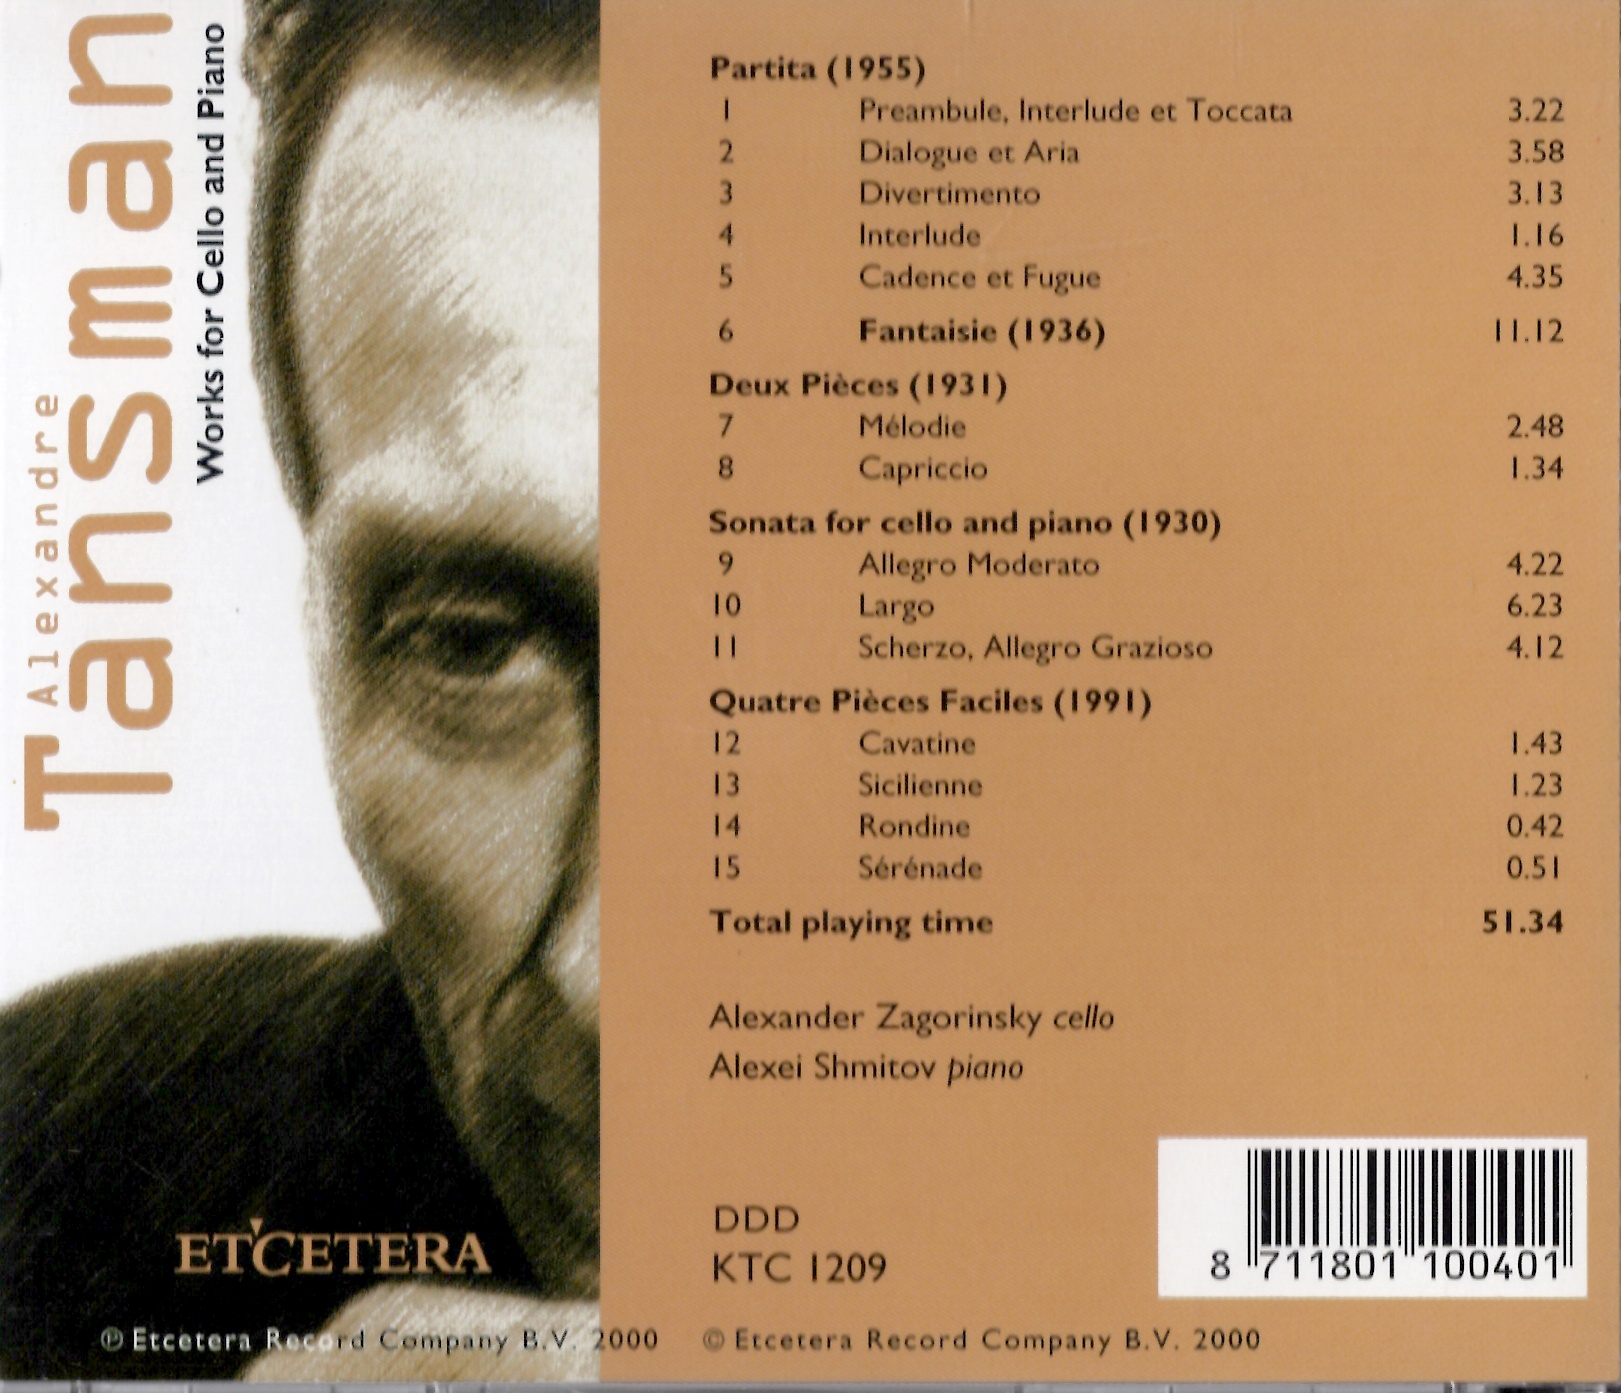 Alexandre
Tansman
Works for Cello and Piano
Partita (1955)
1 Preambule, Interlude et Toccata 3.22
2 Dialogue et Aria 3.58
3 Divertimento 3.13
4 Interlude 1.16
5 Cadence et Fugue 4.35
6 Fantaisie (1936) 11.12
Deux Pièces (1931)
7 Mélodie 2.48
8 Capriccio 1.34
Sonata for cello and piano (1930)
9 Allegro Moderato 4.22
10 Largo 6.23
11 Scherzo, Allegro Grazioso 4.12
Quatre Pièces Faciles (1991)
12 Cavatine 1.43
13 Sicilienne 1.23
14 Rondine 0.42
15 Sérénade 0.51
Total playing time 51.34
Alexander Zagorinsky cello
Alexei Shmitov piano
DDD
KTC 1209
8 711801 100401
ET'CETERA
℗ Etcetera Record Company B.V. 2000 © Etcetera Record Company B.V. 2000